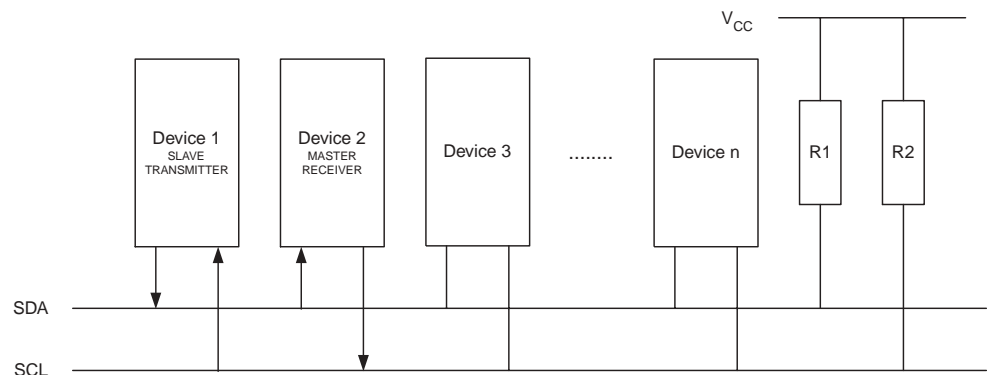 V_CC
Device 1
SLAVE
TRANSMITTER
Device 2
MASTER
RECEIVER
Device 3
........
Device n
R1
R2
SDA
SCL